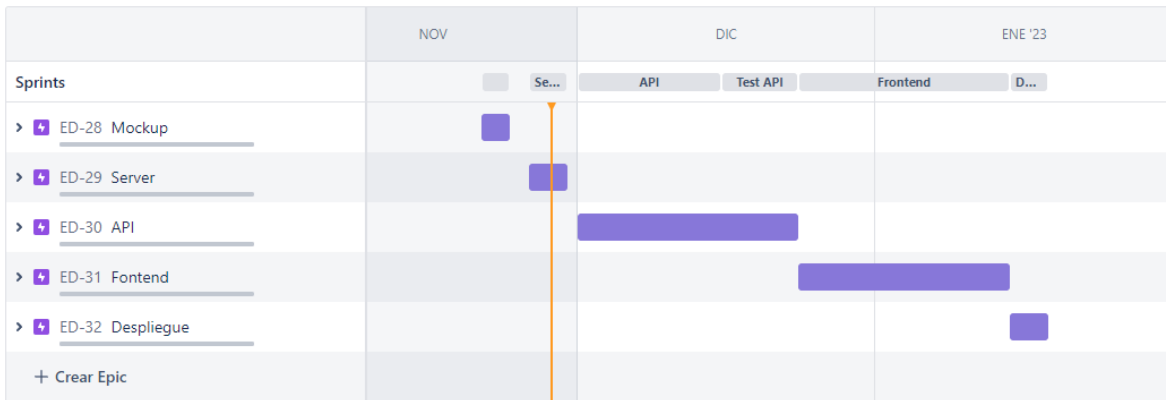 NOV DIC ENE '23
Sprints Se... API Test API Frontend D...
ED-28 Mockup
ED-29 Server
ED-30 API
ED-31 Fontend
ED-32 Despliegue
+ Crear Epic